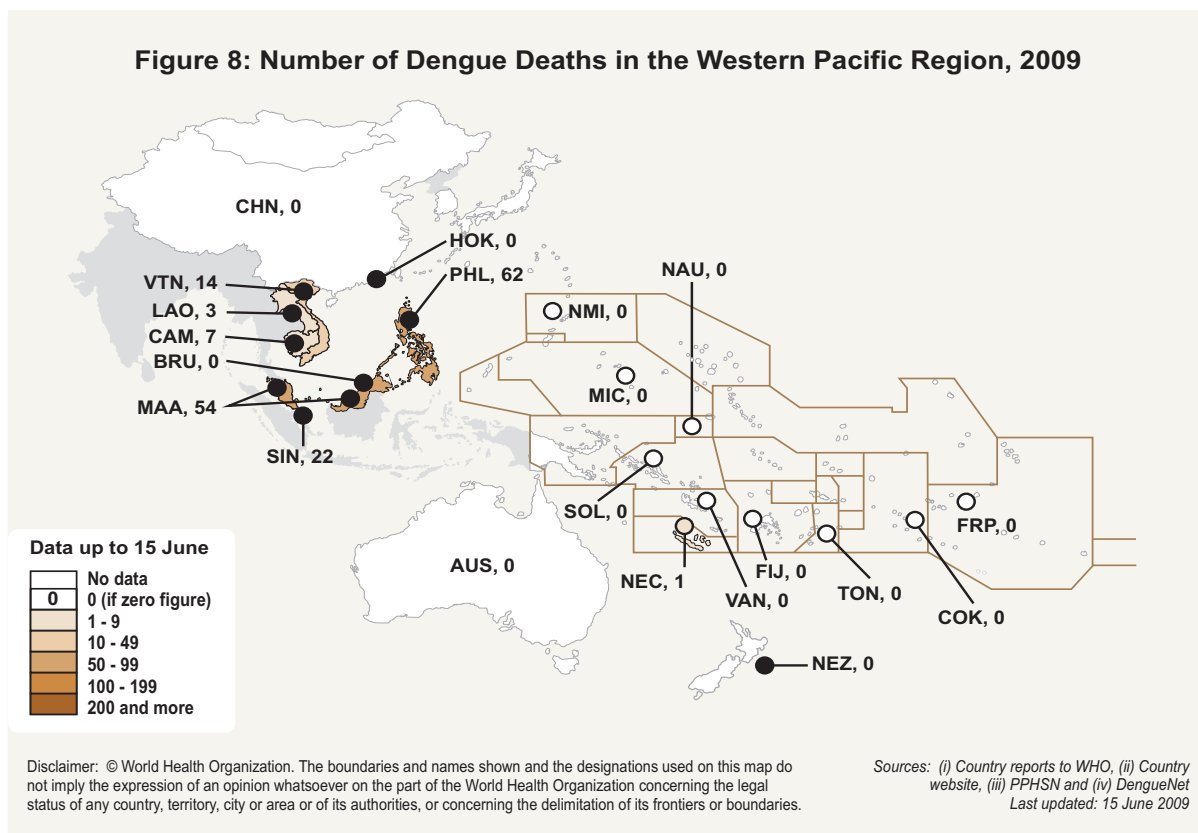 Figure 8: Number of Dengue Deaths in the Western Pacific Region, 2009
CHN, 0
HOK, 0
PHL, 62
NAU, 0
VTN, 14
LAO, 3
CAM, 7
BRU, 0
MAA, 54
SIN, 22
NMI, 0
MIC, 0
SOL, 0
FRP, 0
AUS, 0
NEC, 1
FIJ, 0
VAN, 0
TON, 0
COK, 0
NEZ, 0
Data up to 15 June
No data
0 0 (if zero figure)
1 - 9
10 - 49
50 - 99
100 - 199
200 and more
Disclaimer: © World Health Organization. The boundaries and names shown and the designations used on this map do
not imply the expression of an opinion whatsoever on the part of the World Health Organization concerning the legal
status of any country, territory, city or area or of its authorities, or concerning the delimitation of its frontiers or boundaries.
Sources: (i) Country reports to WHO, (ii) Country
website, (iii) PPHSN and (iv) DengueNet
Last updated: 15 June 2009